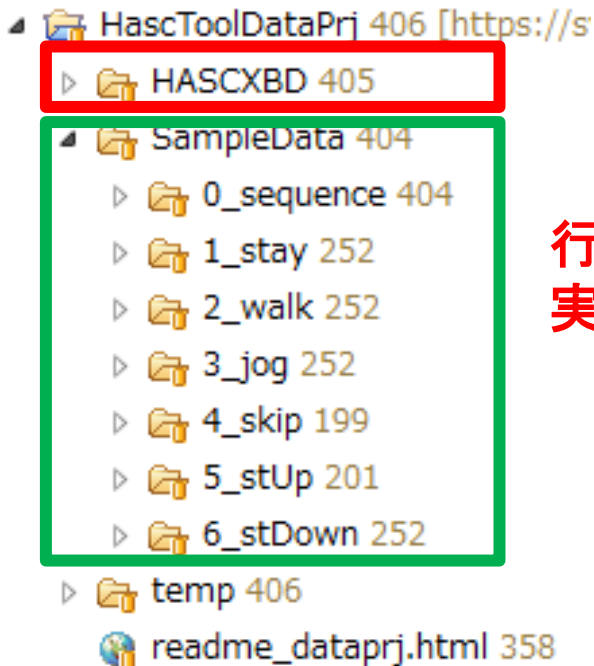 HascToolDataPrj 406 [https://s
HASCXBD 405
SampleData 404
0_sequence 404
1_stay 252
2_walk 252
3_jog 252
4_skip 199
5_stUp 201
6_stDown 252
temp 406
readme_dataprj.html 358
行
実